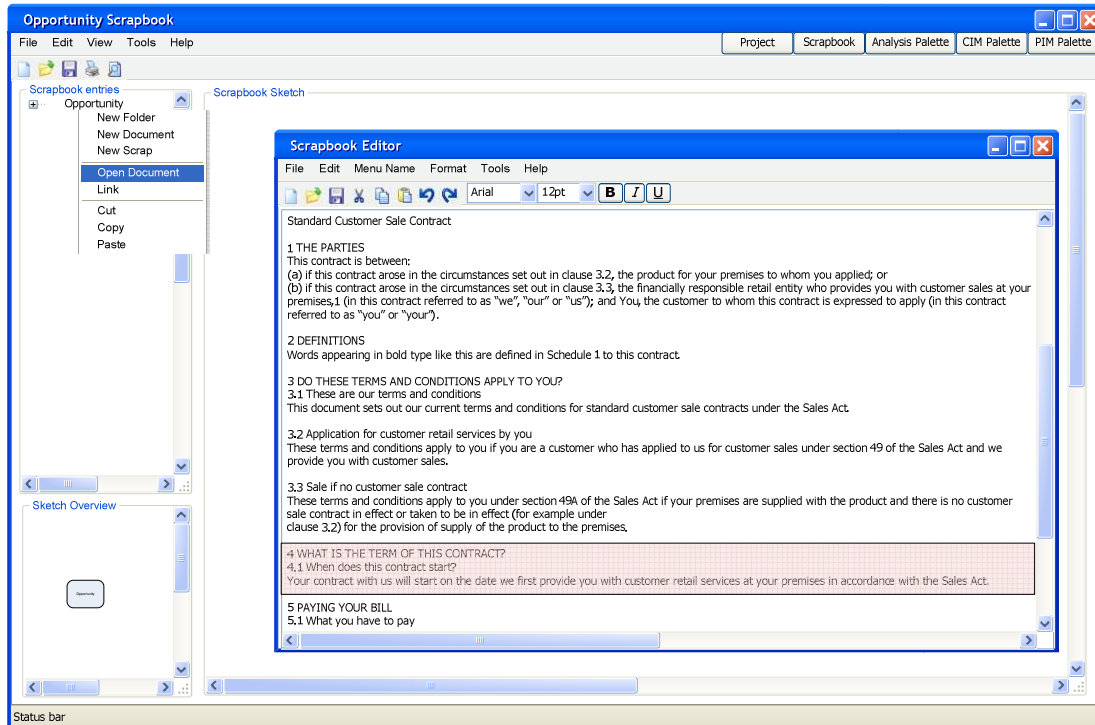 Opportunity Scrapbook
File Edit View Tools Help
Project Scrapbook Analysis Palette CIM Palette PIM Palette
Scrapbook entries
Opportunity
New Folder
New Document
New Scrap
Open Document
Link
Cut
Copy
Paste
Sketch Overview
Opportunity
Scrapbook Sketch
Scrapbook Editor
File Edit Menu Name Format Tools Help
Arial 12pt B I U
Standard Customer Sale Contract
1 THE PARTIES
This contract is between:
(a) if this contract arose in the circumstances set out in clause 3.2, the product for your premises to whom you applied; or
(b) if this contract arose in the circumstances set out in clause 3.3, the financially responsible retail entity who provides you with customer sales at your
premises,1 (in this contract referred to as “we”, “our” or “us”); and You, the customer to whom this contract is expressed to apply (in this contract
referred to as “you” or “your”).
2 DEFINITIONS
Words appearing in bold type like this are defined in Schedule 1 to this contract.
3 DO THESE TERMS AND CONDITIONS APPLY TO YOU?
3.1 These are our terms and conditions
This document sets out our current terms and conditions for standard customer sale contracts under the Sales Act.
3.2 Application for customer retail services by you
These terms and conditions apply to you if you are a customer who has applied to us for customer sales under section 49 of the Sales Act and we
provide you with customer sales.
3.3 Sale if no customer sale contract
These terms and conditions apply to you under section 49A of the Sales Act if your premises are supplied with the product and there is no customer
sale contract in effect or taken to be in effect (for example under
clause 3.2) for the provision of supply of the product to the premises.
4 WHAT IS THE TERM OF THIS CONTRACT?
4.1 When does this contract start?
Your contract with us will start on the date we first provide you with customer retail services at your premises in accordance with the Sales Act.
5 PAYING YOUR BILL
5.1 What you have to pay
Status bar